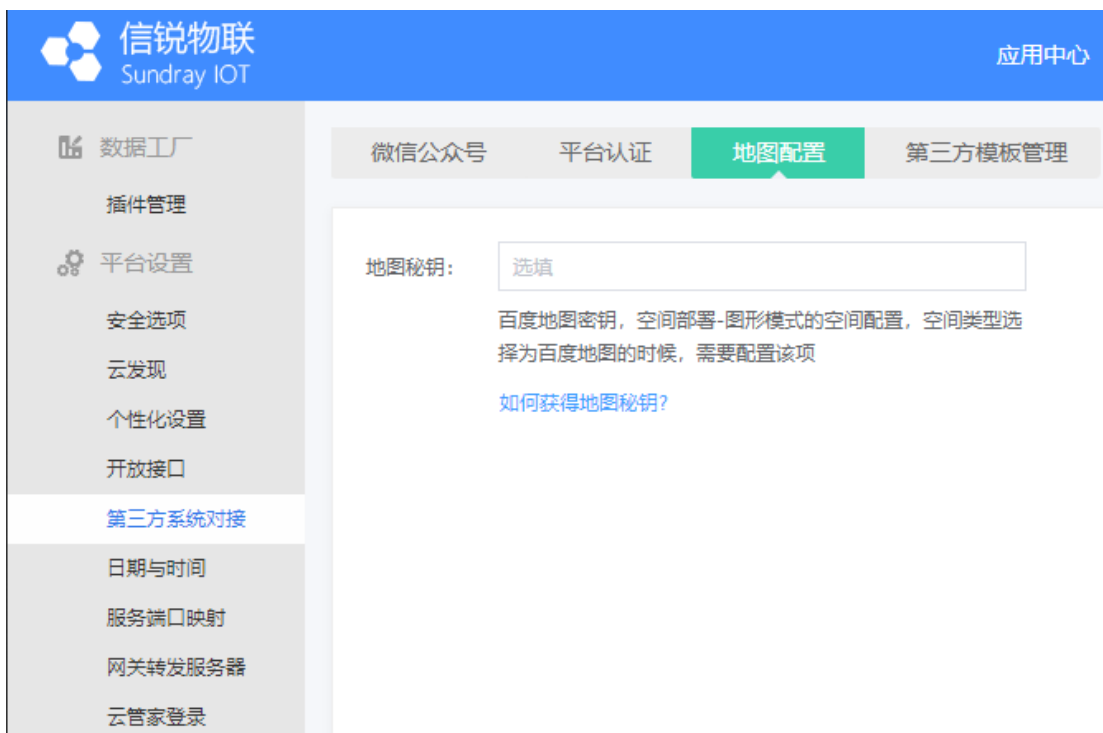 信锐物联
Sundray IOT
应用中心
数据工厂
插件管理
平台设置
安全选项
云发现
个性化设置
开放接口
第三方系统对接
日期与时间
服务端口映射
网关转发服务器
云管家登录
微信公众号 平台认证 地图配置 第三方模板管理
地图秘钥： 选填
百度地图密钥，空间部署-图形模式的空间配置，空间类型选
择为百度地图的时候，需要配置该项
如何获得地图秘钥?